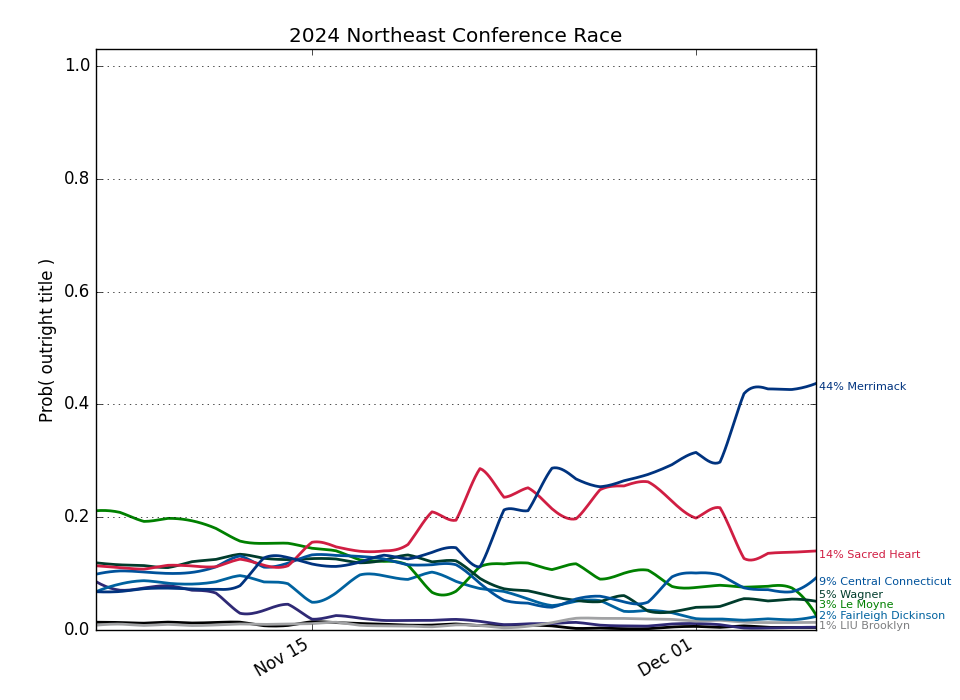 2024 Northeast Conference Race
Prob( outright title )
1.0
0.8
0.6
0.4
0.2
0.0
Nov 15
Dec 01
44% Merrimack
14% Sacred Heart
9% Central Connecticut
5% Wagner
3% Le Moyne
2% Fairleigh Dickinson
1% LIU Brooklyn